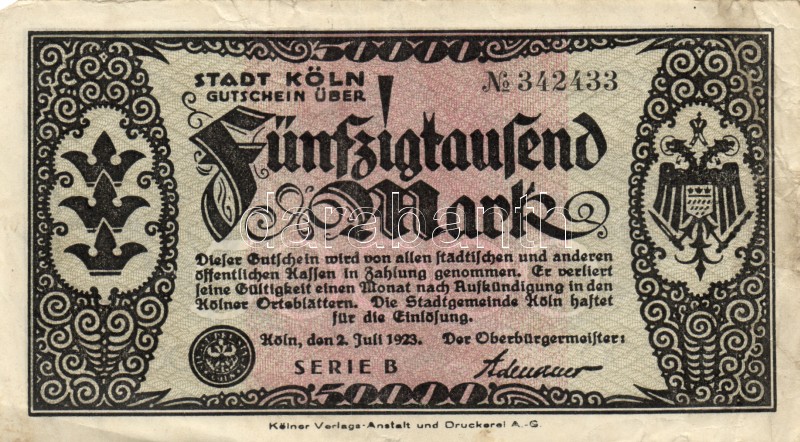 50000
STADT KÖLN
GUTSCHEIN ÜBER
№ 342433
Fünfzigtausend
Mark
darabanth
Dieser Gutschein wird von allen städtischen und anderen
öffentlichen Kassen in Zahlung genommen. Er verliert
seine Gültigkeit einen Monat nach Aufkündigung in den
Kölner Ortsblättern. Die Stadtgemeinde Köln haftet
für die Einlösung.
Köln, den 2. Juli 1923. Der Oberbürgermeister:
SERIE B
Adenauer
50000
Kölner Verlags-Anstalt und Druckerei A.-G.